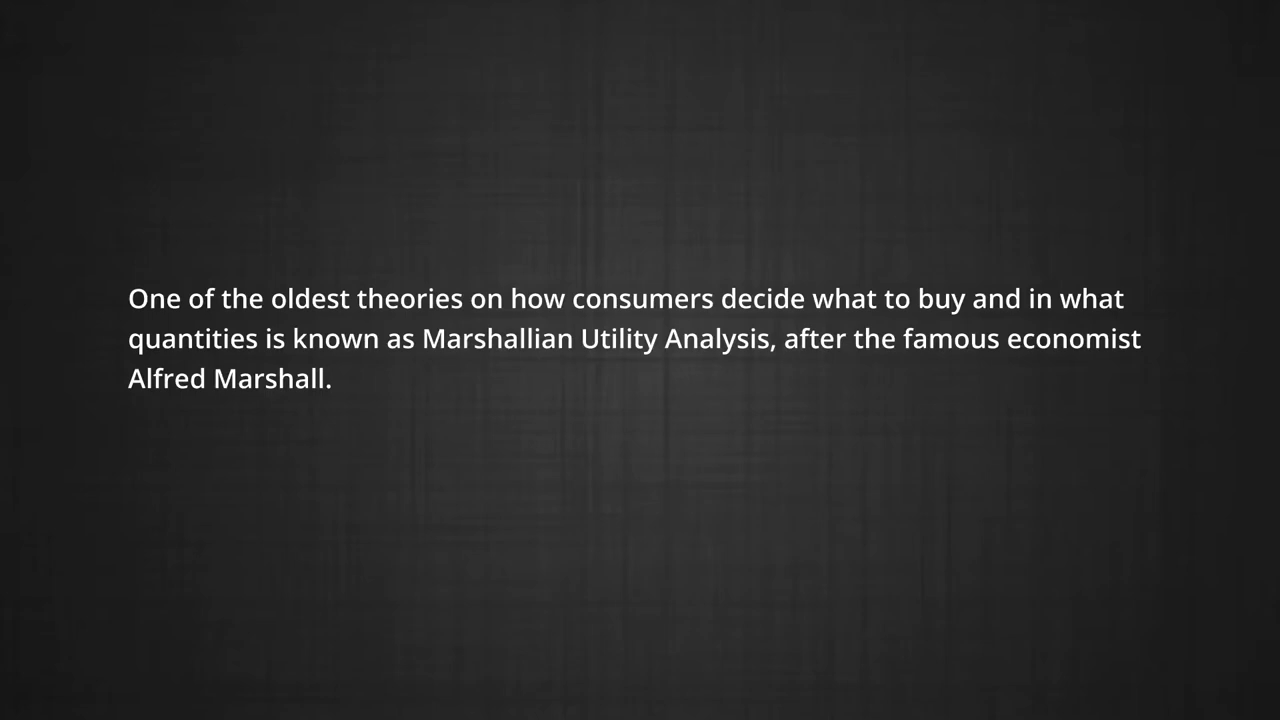 One of the oldest theories on how consumers decide what to buy and in what
quantities is known as Marshallian Utility Analysis, after the famous economist
Alfred Marshall.